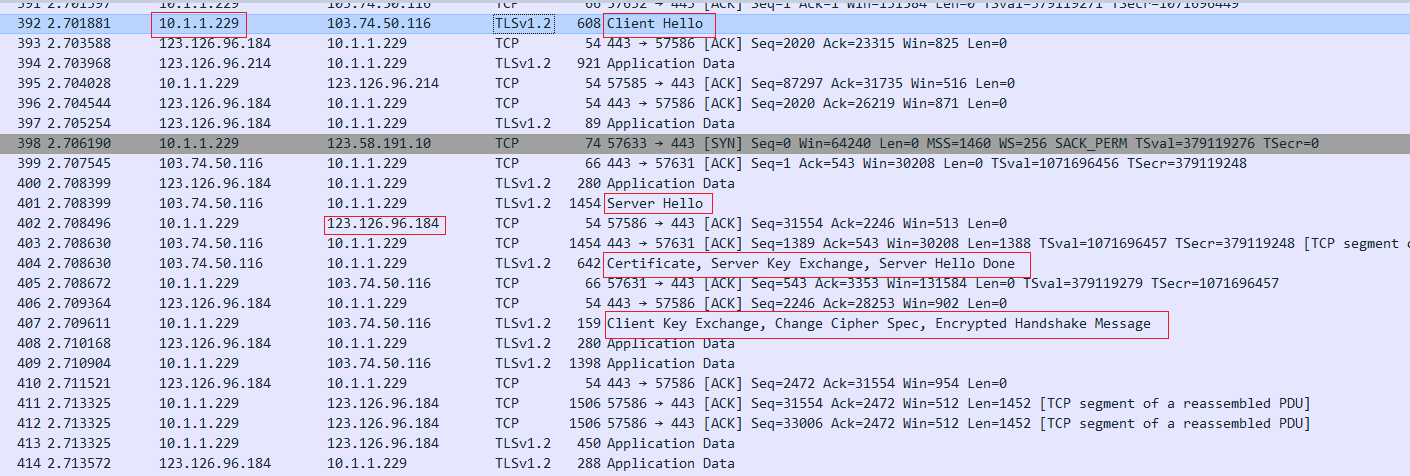 391 2.701597 10.1.1.229 103.74.50.116 TCP 66 57632 → 443 [ACK] Seq=1 Ack=1 Win=131584 Len=0 TSval=379119271 TSecr=1071696449
392 2.701881 10.1.1.229 103.74.50.116 TLSv1.2 608 Client Hello
393 2.703588 123.126.96.184 10.1.1.229 TCP 54 443 → 57586 [ACK] Seq=2020 Ack=23315 Win=825 Len=0
394 2.703968 123.126.96.214 10.1.1.229 TLSv1.2 921 Application Data
395 2.704028 10.1.1.229 123.126.96.214 TCP 54 57585 → 443 [ACK] Seq=87297 Ack=31735 Win=516 Len=0
396 2.704544 123.126.96.184 10.1.1.229 TCP 54 443 → 57586 [ACK] Seq=2020 Ack=26219 Win=871 Len=0
397 2.705254 123.126.96.184 10.1.1.229 TLSv1.2 89 Application Data
398 2.706190 10.1.1.229 123.58.191.10 TCP 74 57633 → 443 [SYN] Seq=0 Win=64240 Len=0 MSS=1460 WS=256 SACK_PERM TSval=379119276 TSecr=0
399 2.707545 103.74.50.116 10.1.1.229 TCP 66 443 → 57631 [ACK] Seq=1 Ack=543 Win=30208 Len=0 TSval=1071696456 TSecr=379119248
400 2.708399 123.126.96.184 10.1.1.229 TLSv1.2 280 Application Data
401 2.708399 103.74.50.116 10.1.1.229 TLSv1.2 1454 Server Hello
402 2.708496 10.1.1.229 123.126.96.184 TCP 54 57586 → 443 [ACK] Seq=31554 Ack=2246 Win=513 Len=0
403 2.708630 103.74.50.116 10.1.1.229 TCP 1454 443 → 57631 [ACK] Seq=1389 Ack=543 Win=30208 Len=1388 TSval=1071696457 TSecr=379119248 [TCP segment o
404 2.708630 103.74.50.116 10.1.1.229 TLSv1.2 642 Certificate, Server Key Exchange, Server Hello Done
405 2.708672 10.1.1.229 103.74.50.116 TCP 66 57631 → 443 [ACK] Seq=543 Ack=3353 Win=131584 Len=0 TSval=379119279 TSecr=1071696457
406 2.709364 123.126.96.184 10.1.1.229 TCP 54 443 → 57586 [ACK] Seq=2246 Ack=28253 Win=902 Len=0
407 2.709611 10.1.1.229 103.74.50.116 TLSv1.2 159 Client Key Exchange, Change Cipher Spec, Encrypted Handshake Message
408 2.710168 123.126.96.184 10.1.1.229 TLSv1.2 280 Application Data
409 2.710904 10.1.1.229 103.74.50.116 TLSv1.2 1398 Application Data
410 2.711521 123.126.96.184 10.1.1.229 TCP 54 443 → 57586 [ACK] Seq=2472 Ack=31554 Win=954 Len=0
411 2.713325 10.1.1.229 123.126.96.184 TCP 1506 57586 → 443 [ACK] Seq=31554 Ack=2472 Win=512 Len=1452 [TCP segment of a reassembled PDU]
412 2.713325 10.1.1.229 123.126.96.184 TCP 1506 57586 → 443 [ACK] Seq=33006 Ack=2472 Win=512 Len=1452 [TCP segment of a reassembled PDU]
413 2.713325 10.1.1.229 123.126.96.184 TLSv1.2 450 Application Data
414 2.713572 123.126.96.184 10.1.1.229 TLSv1.2 288 Application Data